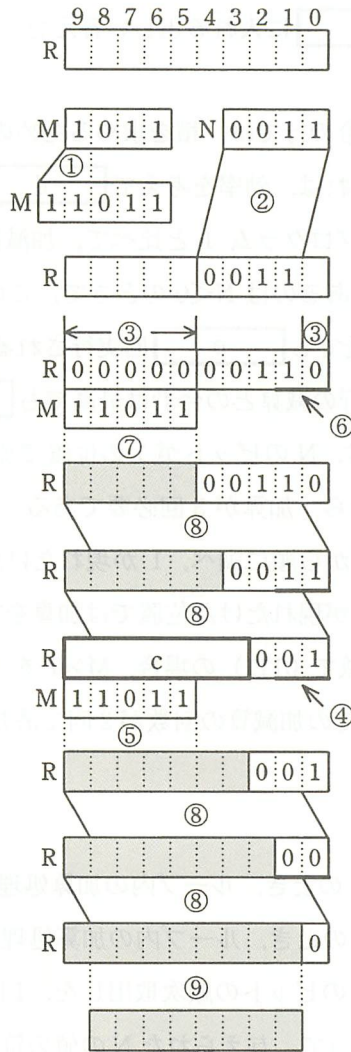 9 8 7 6 5 4 3 2 1 0
R
M 1 0 1 1 N 0 0 1 1
①
M 1 1 0 1 1
②
R 0 0 1 1
③ ③
R 0 0 0 0 0 0 0 1 1 0
M 1 1 0 1 1
⑥
⑦
R 0 0 1 1 0
⑧
R 0 0 1 1
⑧
R c 0 0 1
M 1 1 0 1 1
④
⑤
R 0 0 1
⑧
R 0 0
⑧
R 0
⑨